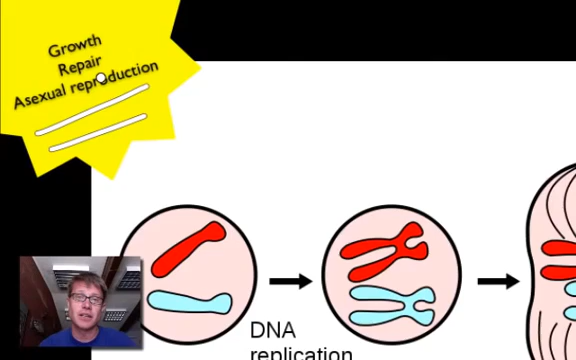 Growth
Repair
Asexual reproduction
DNA
replication